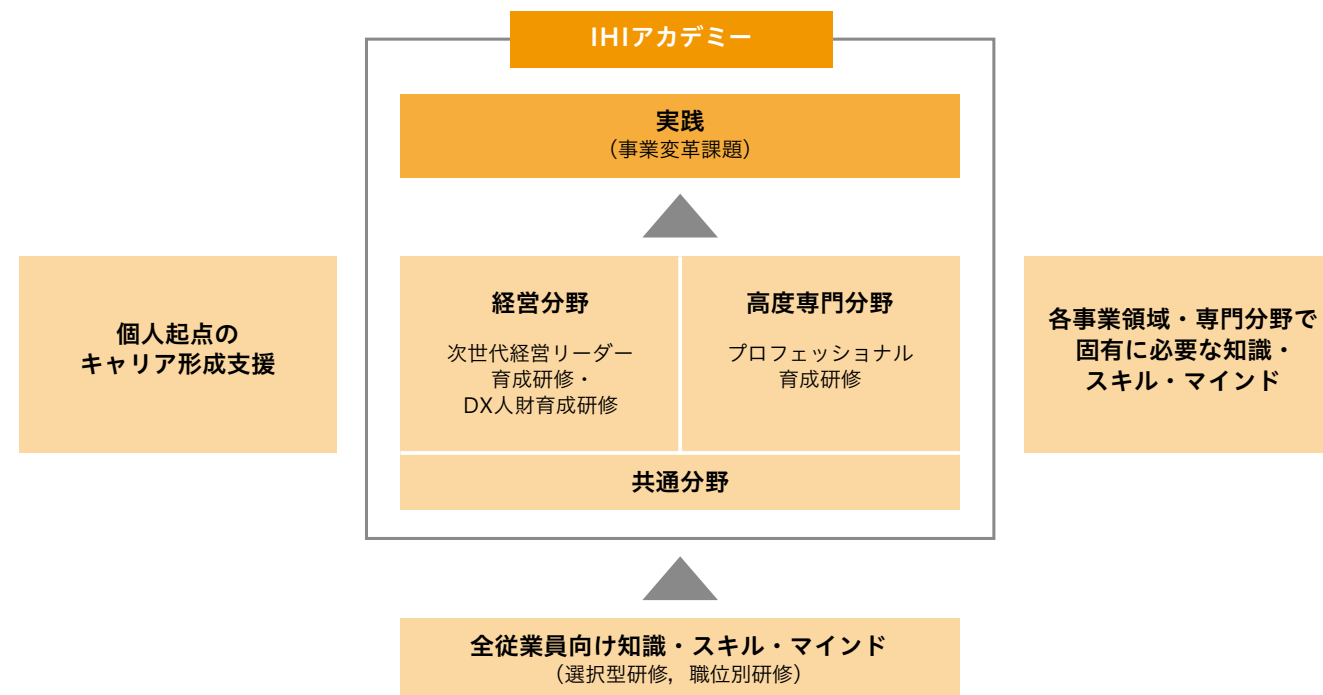 IHIアカデミー
実践
（事業変革課題）
個人起点の
キャリア形成支援
経営分野
次世代経営リーダー
育成研修・
DX人財育成研修
高度専門分野
プロフェッショナル
育成研修
各事業領域・専門分野で
固有に必要な知識・
スキル・マインド
共通分野
全従業員向け知識・スキル・マインド
（選択型研修，職位別研修）